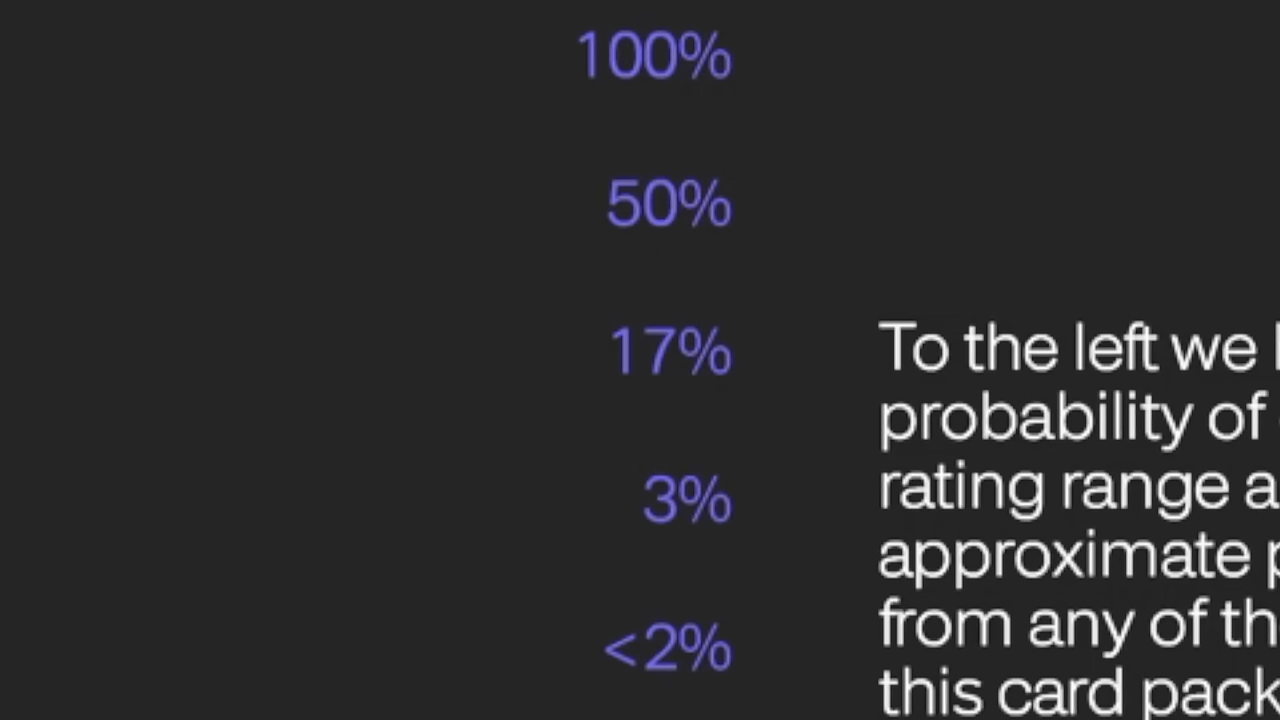 100%
50%
17%
3%
<2%
To the left we
probability of
rating range a
approximate
from any of th
this card pack